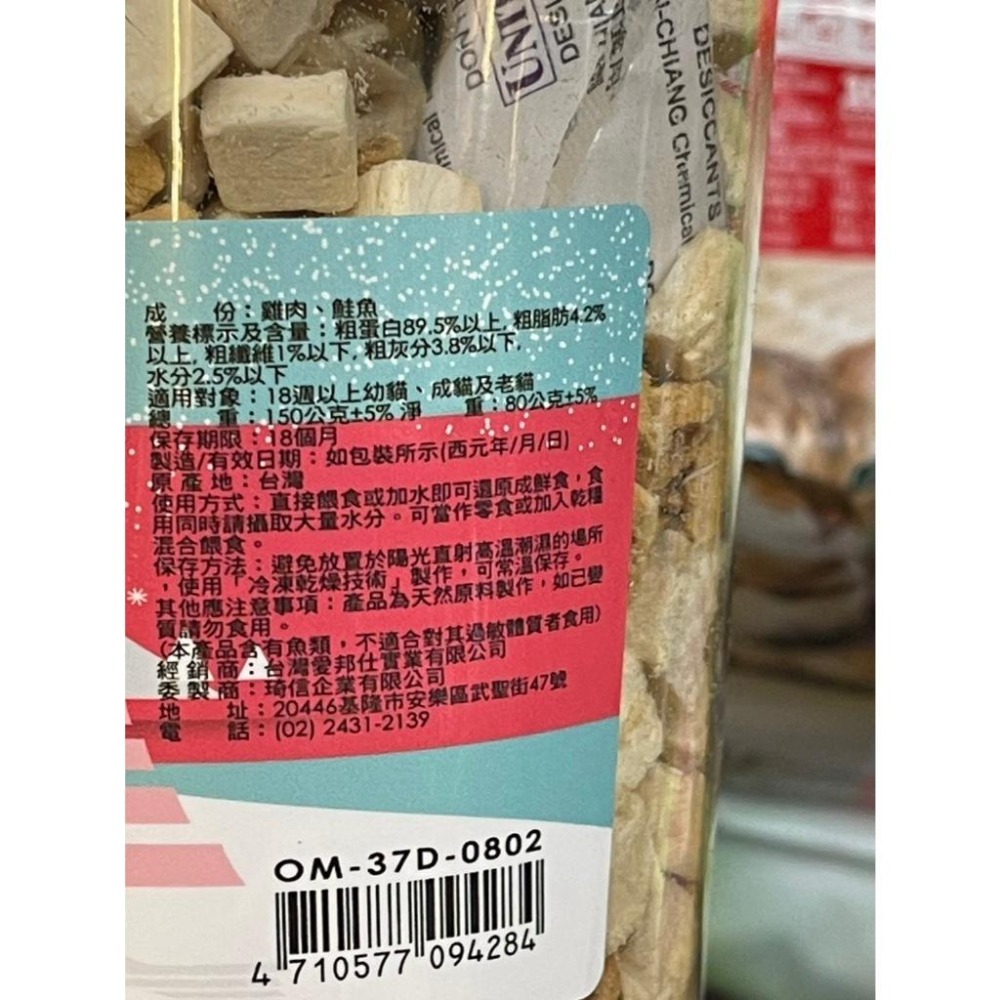 DON'T
UNI
DESI
DESICCANTS
I-CHIANG Chemical
成　　份：雞肉、鮭魚
營養標示及含量：粗蛋白89.5%以上, 粗脂肪4.2%
以上, 粗纖維1%以下, 粗灰分3.8%以下,
水分2.5%以下
適用對象：18週以上幼貓、成貓及老貓
總　　重：150公克±5% 淨　　重：80公克±5%
保存期限：18個月
製造/有效日期：如包裝所示(西元年/月/日)
原 產 地：台灣
使用方式：直接餵食或加水即可還原成鮮食，食
用同時請攝取大量水分。可當作零食或加入乾糧
混合餵食。
保存方法：避免放置於陽光直射高溫潮濕的場所
，使用「冷凍乾燥技術」製作，可常溫保存。
其他應注意事項：產品為天然原料製作，如已變
質請勿食用。
(本產品含有魚類，不適合對其過敏體質者食用)
經 銷 商：台灣愛邦仕實業有限公司
委 製 商：琦信企業有限公司
地　　址：20446基隆市安樂區武聖街47號
電　　話：(02) 2431-2139
OM-37D-0802
4 710577 094284